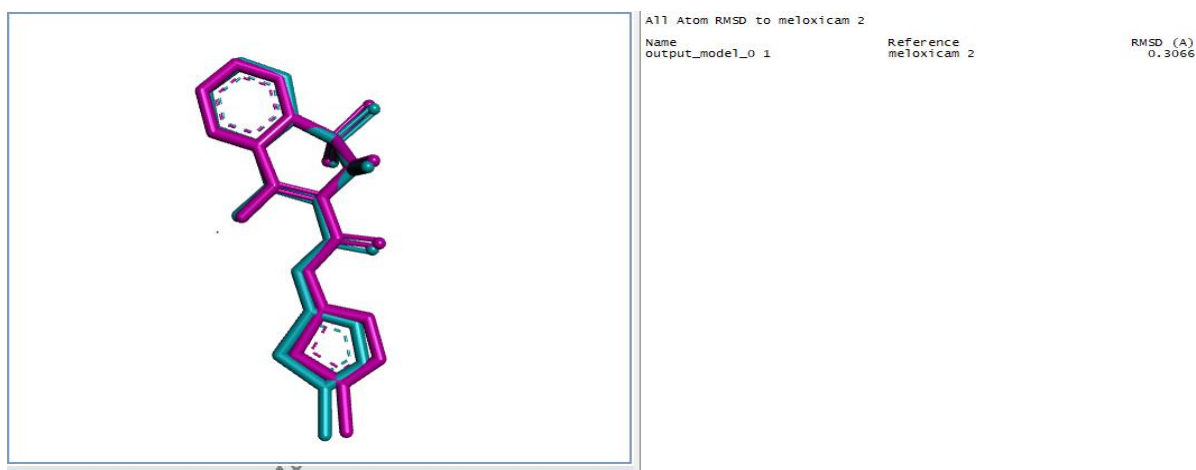 All Atom RMSD to meloxicam 2
Name Reference RMSD (A)
output_model_0 1 meloxicam 2 0.3066